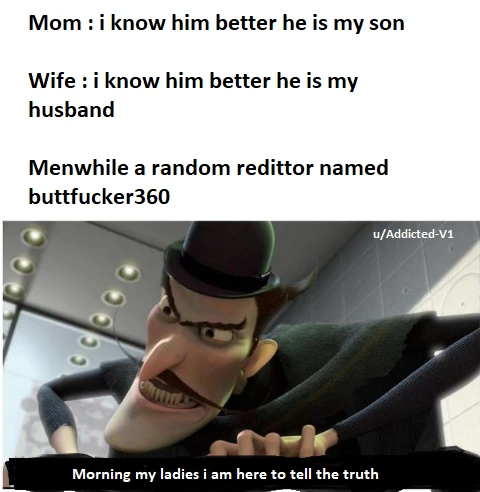 Mom : i know him better he is my son
Wife : i know him better he is my
husband
Menwhile a random redittor named
buttfucker360
u/Addicted-V1
Morning my ladies i am here to tell the truth